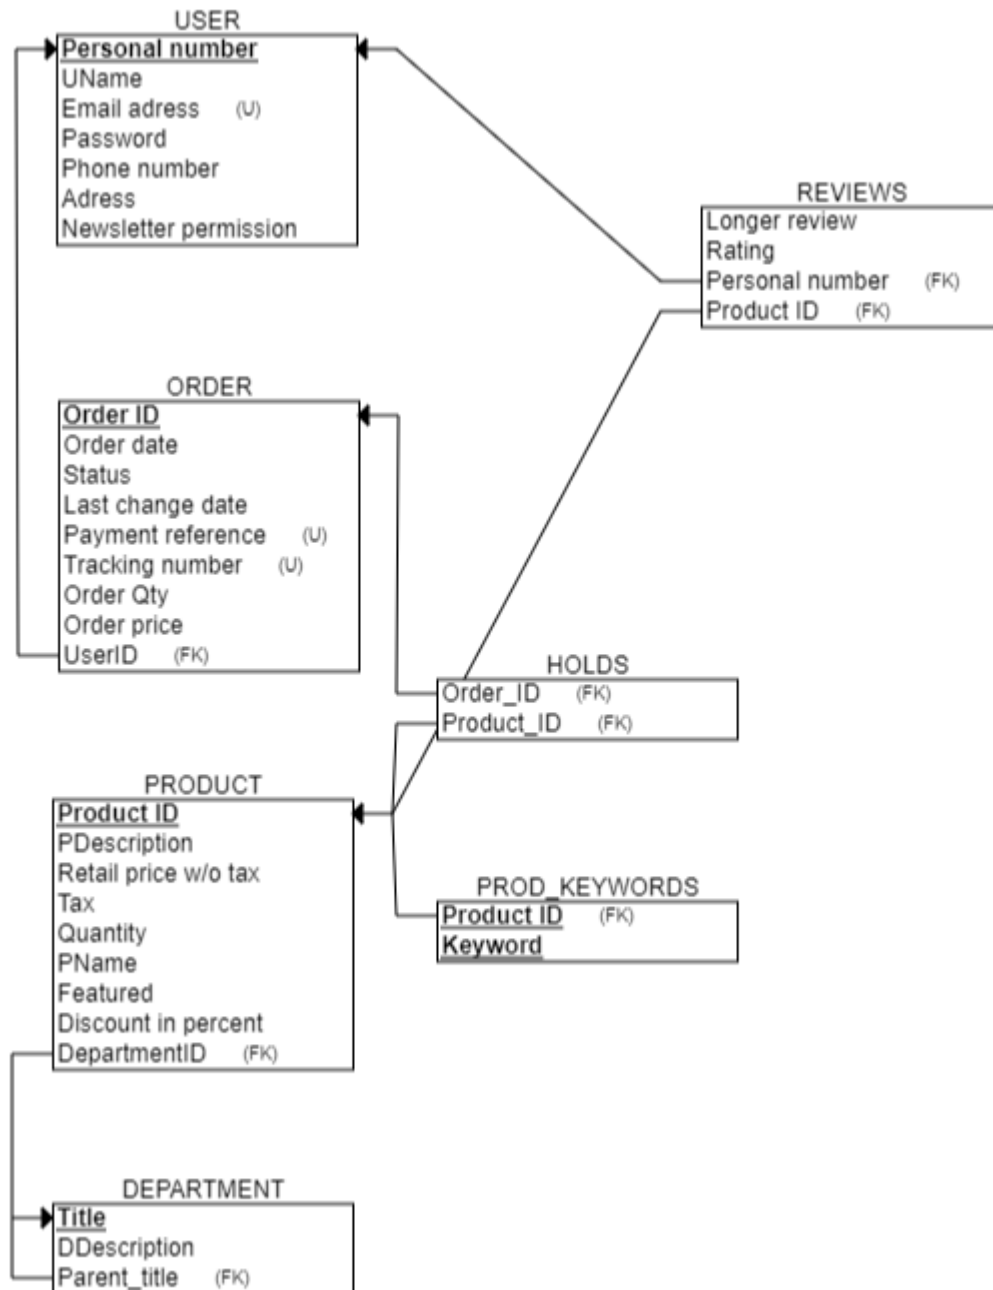 USER
Personal number
UName
Email adress (U)
Password
Phone number
Adress
Newsletter permission
REVIEWS
Longer review
Rating
Personal number (FK)
Product ID (FK)
ORDER
Order ID
Order date
Status
Last change date
Payment reference (U)
Tracking number (U)
Order Qty
Order price
UserID (FK)
HOLDS
Order_ID (FK)
Product_ID (FK)
PRODUCT
Product ID
PDescription
Retail price w/o tax
Tax
Quantity
PName
Featured
Discount in percent
DepartmentID (FK)
PROD_KEYWORDS
Product ID (FK)
Keyword
DEPARTMENT
Title
DDescription
Parent_title (FK)